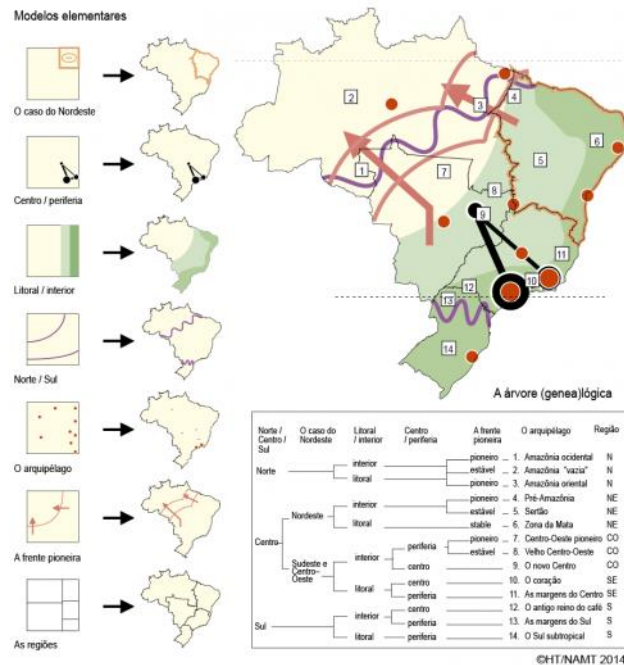 Modelos elementares
O caso do Nordeste
Centro / periferia
Litoral / interior
Norte / Sul
O arquipélago
A frente pioneira
As regiões
2
3
4
6
1
5
7
8
9
11
10
12
13
14
A árvore (genea)lógica
Norte / Centro / Sul
O caso do Nordeste
Litoral / interior
Centro / periferia
A frente pioneira
O arquipélago
Região
Norte interior pioneiro ... 1. Amazônia ocidental N
estável ... 2. Amazônia "vazia" N
litoral pioneiro ... 3. Amazônia oriental N
Centro Nordeste interior pioneiro ... 4. Pré-Amazônia NE
estável ... 5. Sertão NE
litoral stable ... 6. Zona da Mata NE
Sudeste e Centro-Oeste interior periferia pioneiro ... 7. Centro-Oeste pioneiro CO
estável ... 8. Velho Centro-Oeste CO
centro ... 9. O novo Centro CO
litoral centro ... 10. O coração SE
periferia ... 11. As margens do Centro SE
Sul interior centro ... 12. O antigo reino do café S
periferia ... 13. As margens do Sul S
litoral periferia ... 14. O Sul subtropical S
©HT/NAMT 2014